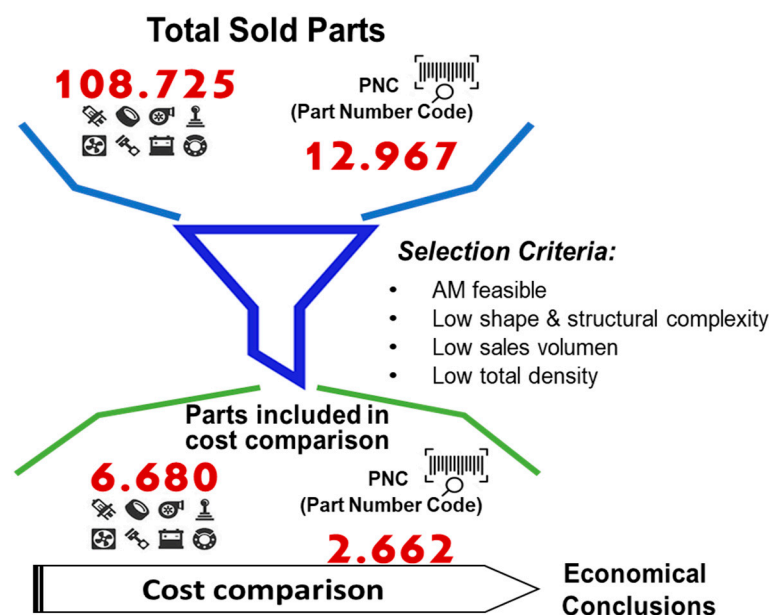 Total Sold Parts
108.725
PNC
(Part Number Code)
12.967
Selection Criteria:
• AM feasible
• Low shape & structural complexity
• Low sales volumen
• Low total density
Parts included in
cost comparison
6.680
PNC
(Part Number Code)
2.662
Cost comparison
Economical
Conclusions